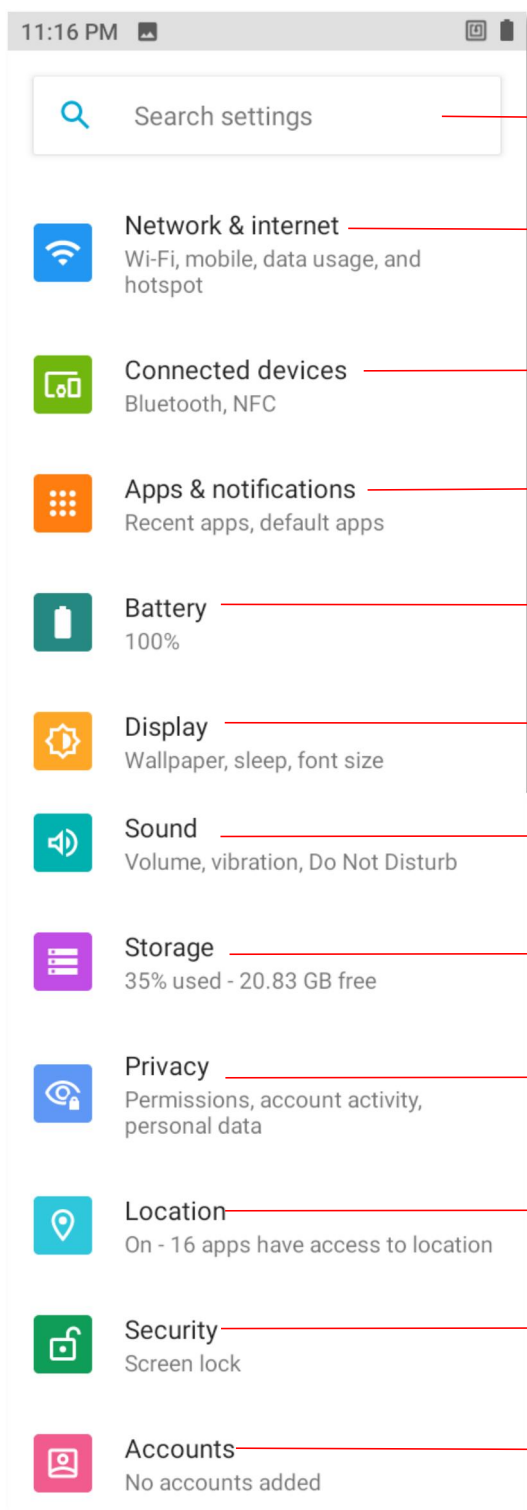 11:16 PM
Search settings
Network & internet
Wi-Fi, mobile, data usage, and
hotspot
Connected devices
Bluetooth, NFC
Apps & notifications
Recent apps, default apps
Battery
100%
Display
Wallpaper, sleep, font size
Sound
Volume, vibration, Do Not Disturb
Storage
35% used - 20.83 GB free
Privacy
Permissions, account activity,
personal data
Location
On - 16 apps have access to location
Security
Screen lock
Accounts
No accounts added